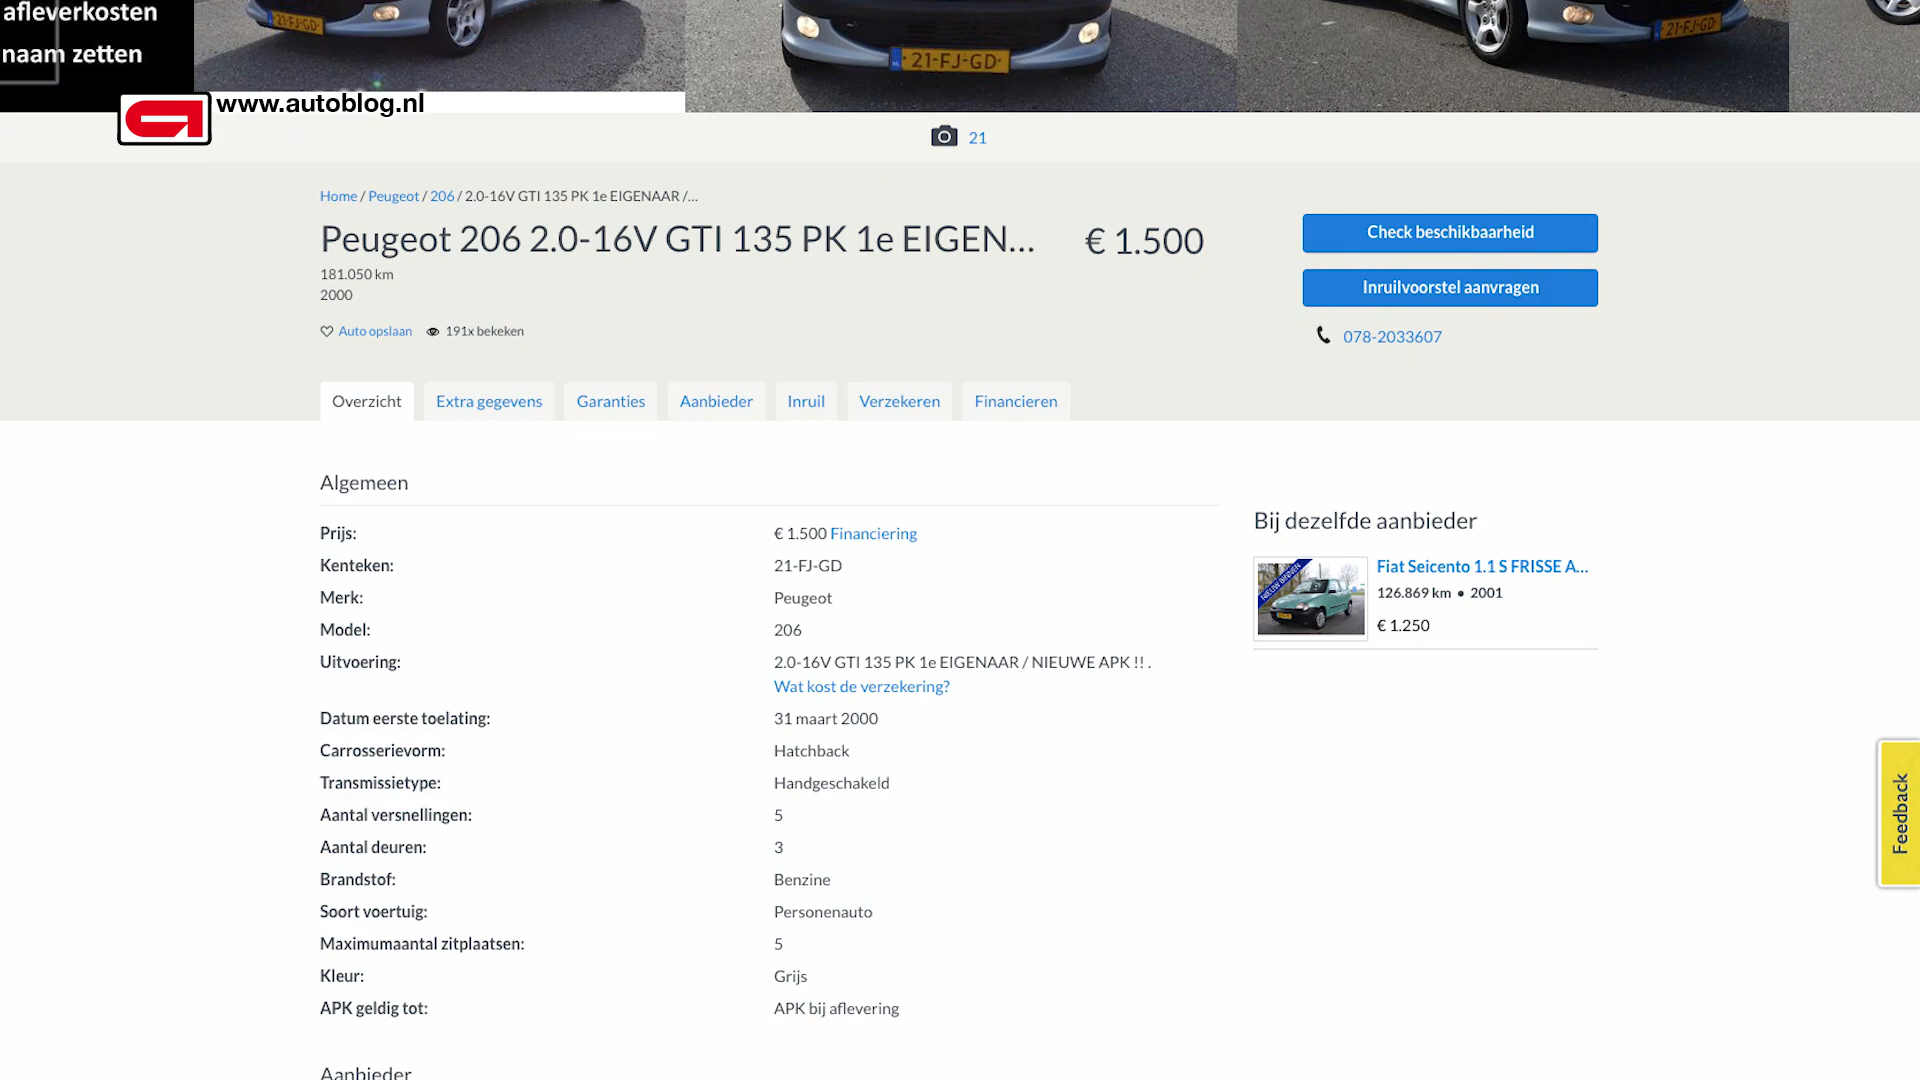 afleverkosten
naam zetten
21-FJ-GD
21-FJ-GD
21-FJ-GD
www.autoblog.nl
21
Home / Peugeot / 206 / 2.0-16V GTI 135 PK 1e EIGENAAR /...
Peugeot 206 2.0-16V GTI 135 PK 1e EIGEN...
€ 1.500
181.050 km
2000
Auto opslaan 191x bekeken
Check beschikbaarheid
Inruilvoorstel aanvragen
078-2033607
Overzicht Extra gegevens Garanties Aanbieder Inruil Verzekeren Financieren
Algemeen
Prijs: € 1.500 Financiering
Kenteken: 21-FJ-GD
Merk: Peugeot
Model: 206
Uitvoering: 2.0-16V GTI 135 PK 1e EIGENAAR / NIEUWE APK !! .
Wat kost de verzekering?
Datum eerste toelating: 31 maart 2000
Carrosserievorm: Hatchback
Transmissietype: Handgeschakeld
Aantal versnellingen: 5
Aantal deuren: 3
Brandstof: Benzine
Soort voertuig: Personenauto
Maximumaantal zitplaatsen: 5
Kleur: Grijs
APK geldig tot: APK bij aflevering
Aanbieder
Bij dezelfde aanbieder
NIEUW BINNEN
Fiat Seicento 1.1 S FRISSE A...
126.869 km • 2001
€ 1.250
Feedback